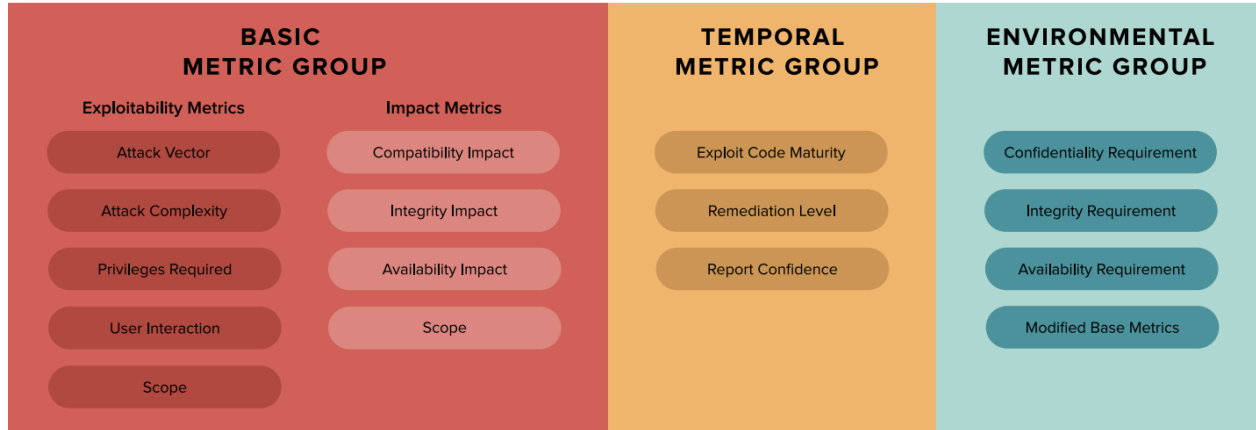 BASIC
METRIC GROUP
Exploitability Metrics
Attack Vector
Attack Complexity
Privileges Required
User Interaction
Scope
Impact Metrics
Compatibility Impact
Integrity Impact
Availability Impact
Scope
TEMPORAL
METRIC GROUP
Exploit Code Maturity
Remediation Level
Report Confidence
ENVIRONMENTAL
METRIC GROUP
Confidentiality Requirement
Integrity Requirement
Availability Requirement
Modified Base Metrics